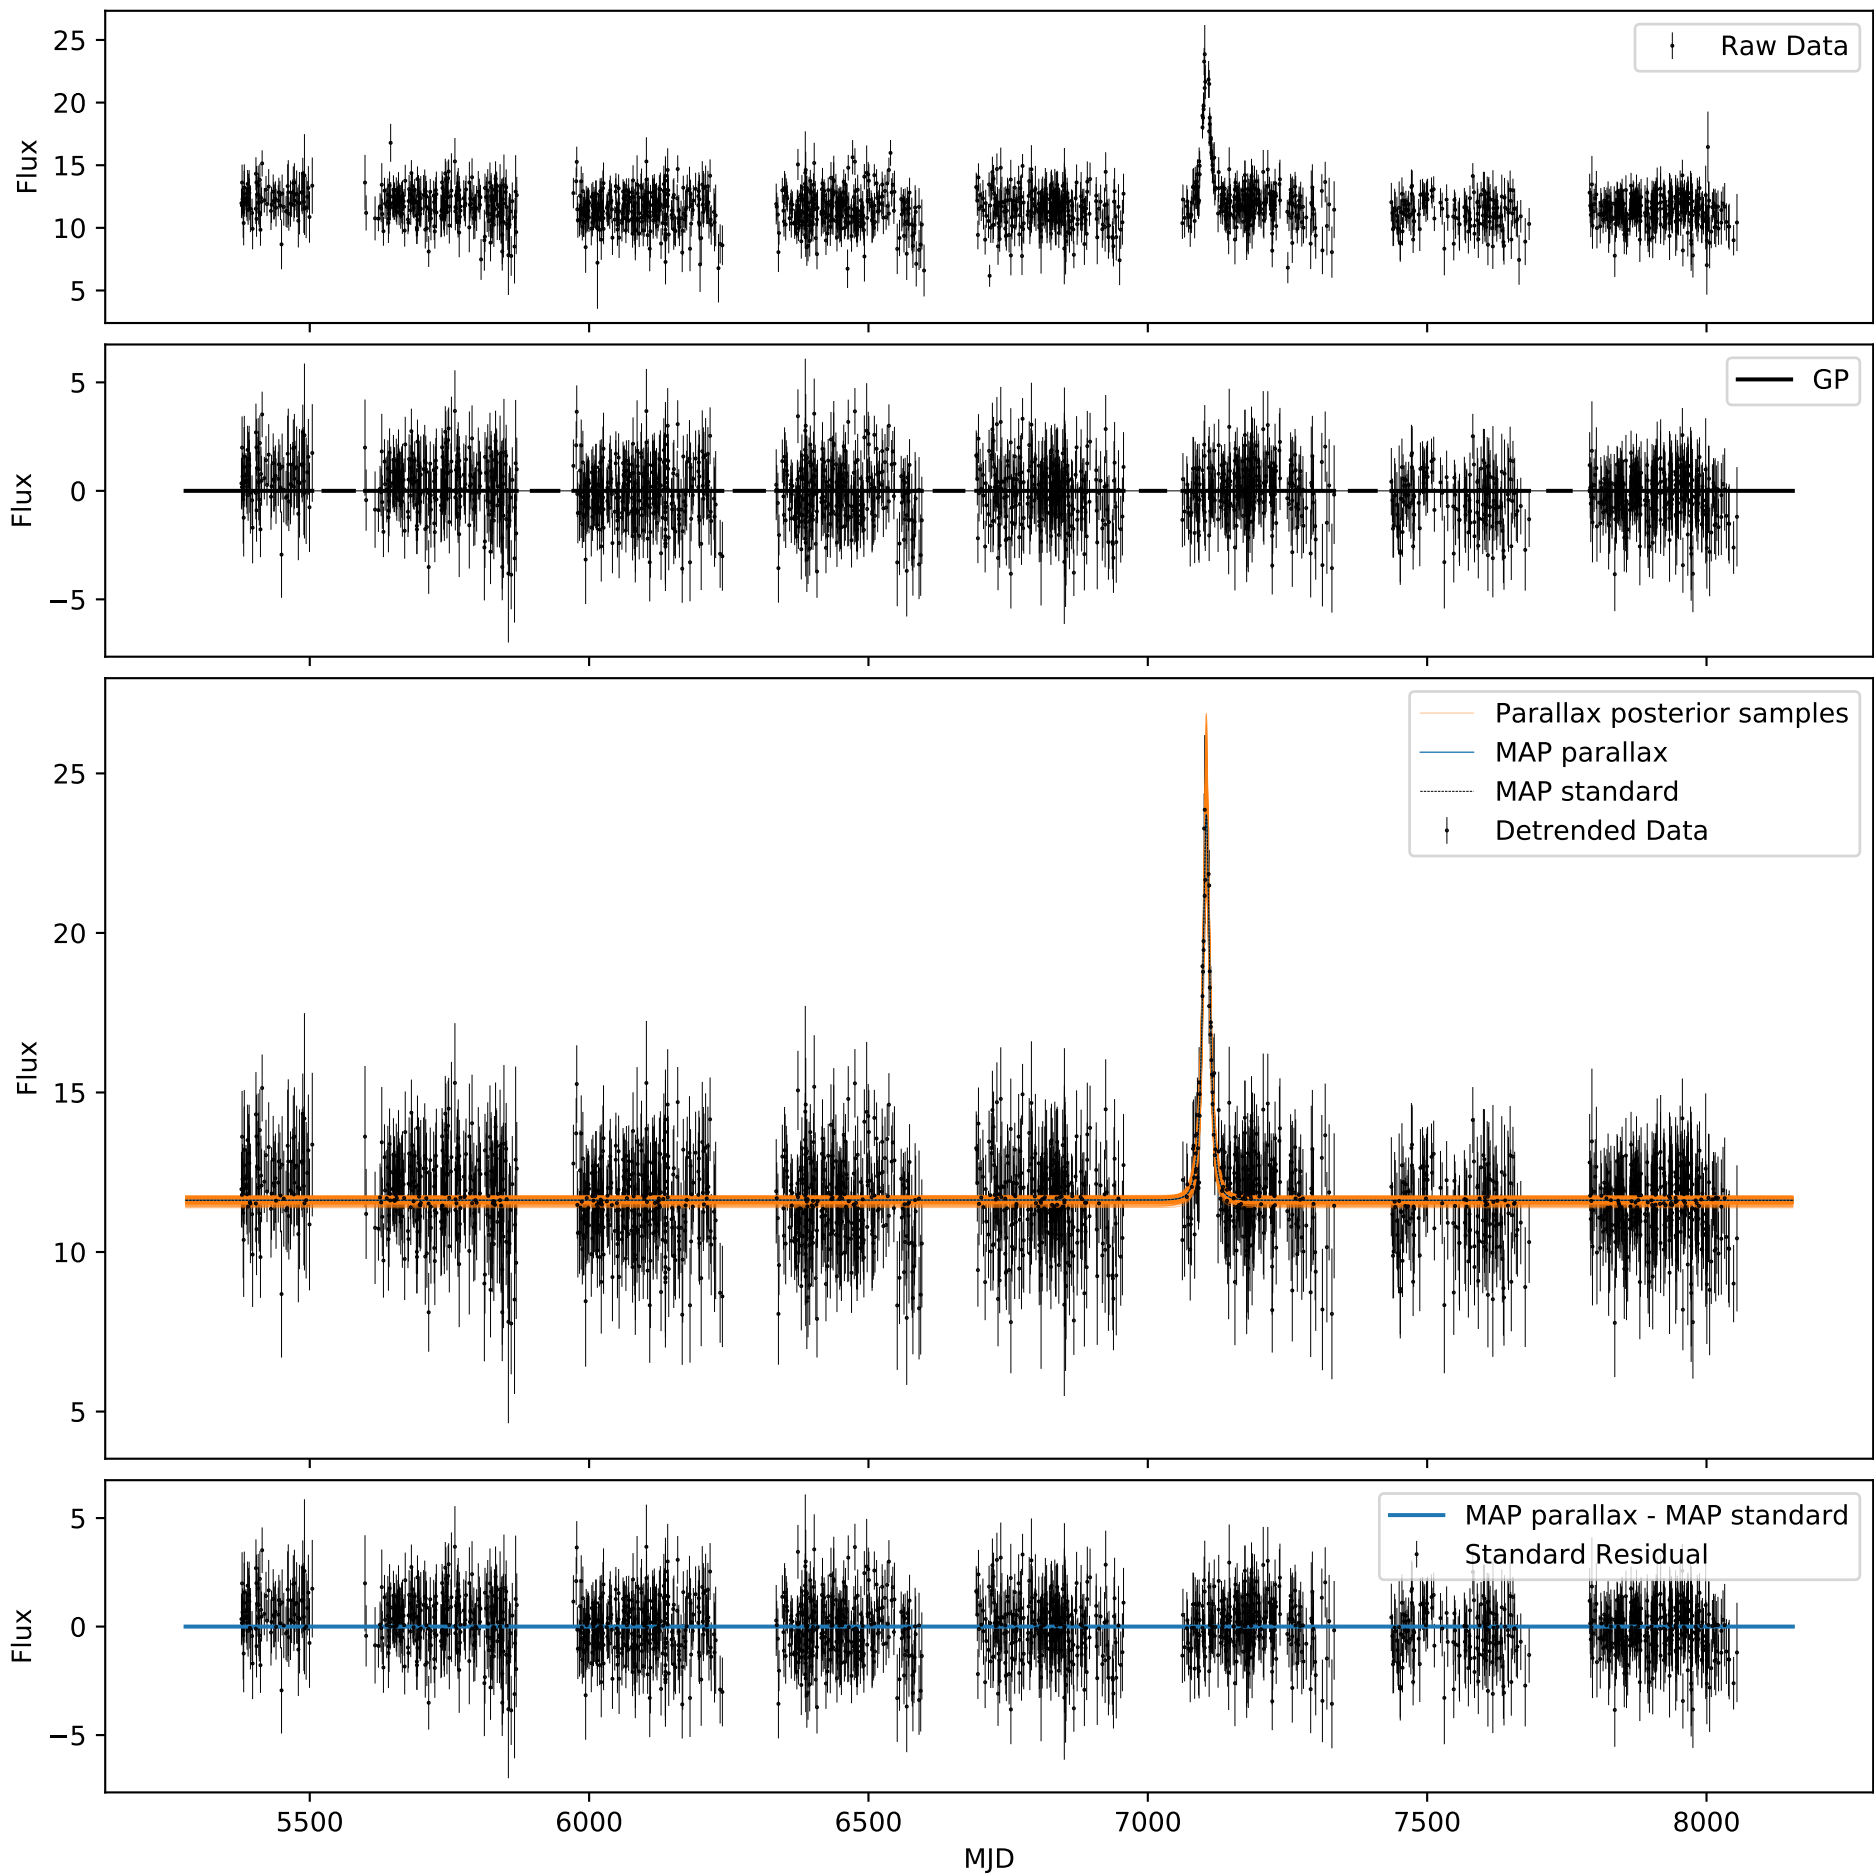 25
20
15
10
5
Flux
Raw Data
5
0
−5
Flux
GP
25
20
15
10
5
Flux
Parallax posterior samples
MAP parallax
MAP standard
Detrended Data
5
0
−5
Flux
MAP parallax - MAP standard
Standard Residual
5500 6000 6500 7000 7500 8000
MJD